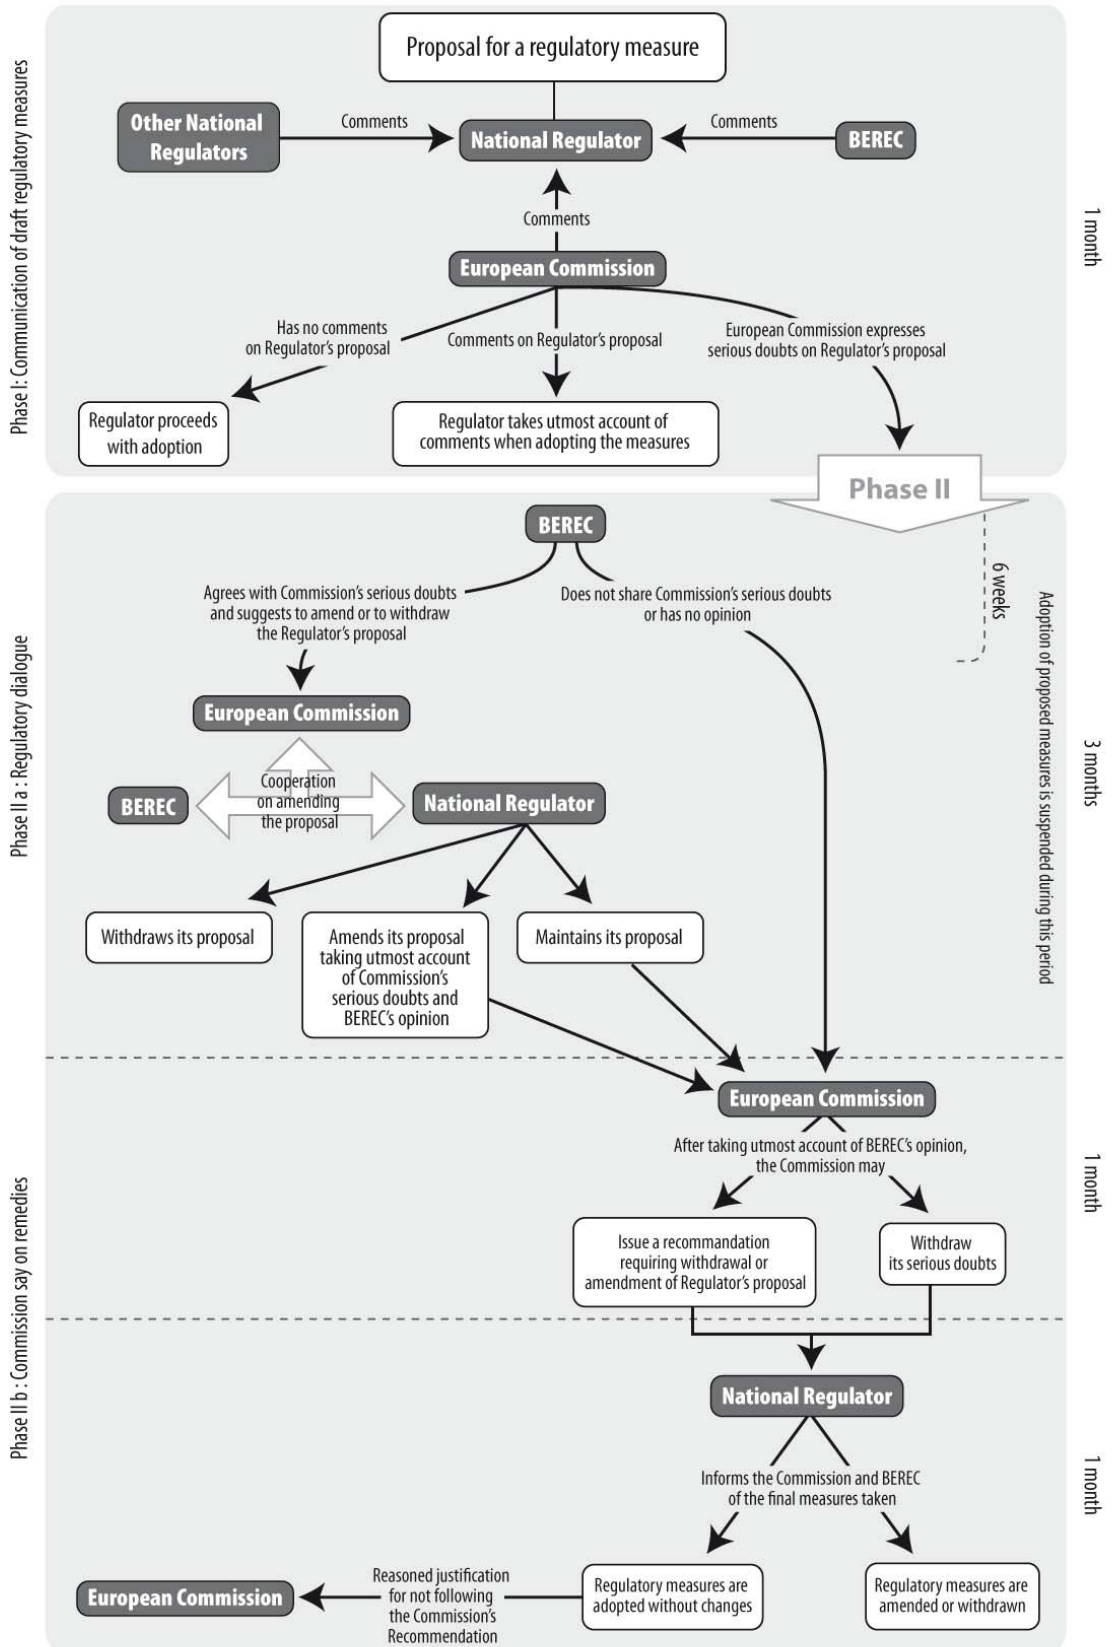 Phase I: Communication of draft regulatory measures
Proposal for a regulatory measure
Other National
Regulators
Comments
National Regulator
Comments
BEREC
1 month
Comments
European Commission
Has no comments
on Regulator's proposal
Comments on Regulator's proposal
European Commission expresses
serious doubts on Regulator's proposal
Regulator proceeds
with adoption
Regulator takes utmost account of
comments when adopting the measures
Phase II
Phase II a : Regulatory dialogue
BEREC
6 weeks
Adoption of proposed measures is suspended during this period
3 months
Agrees with Commission's serious doubts
and suggests to amend or to withdraw
the Regulator's proposal
Does not share Commission's serious doubts
or has no opinion
European Commission
BEREC
Cooperation
on amending
the proposal
National Regulator
Withdraws its proposal
Amends its proposal
taking utmost account
of Commission's
serious doubts and
BEREC's opinion
Maintains its proposal
Phase II b : Commission say on remedies
European Commission
After taking utmost account of BEREC's opinion,
the Commission may
1 month
Issue a recommandation
requiring withdrawal or
amendment of Regulator's proposal
Withdraw
its serious doubts
National Regulator
Informs the Commission and BEREC
of the final measures taken
1 month
European Commission
Reasoned justification
for not following
the Commission's
Recommendation
Regulatory measures are
adopted without changes
Regulatory measures are
amended or withdrawn